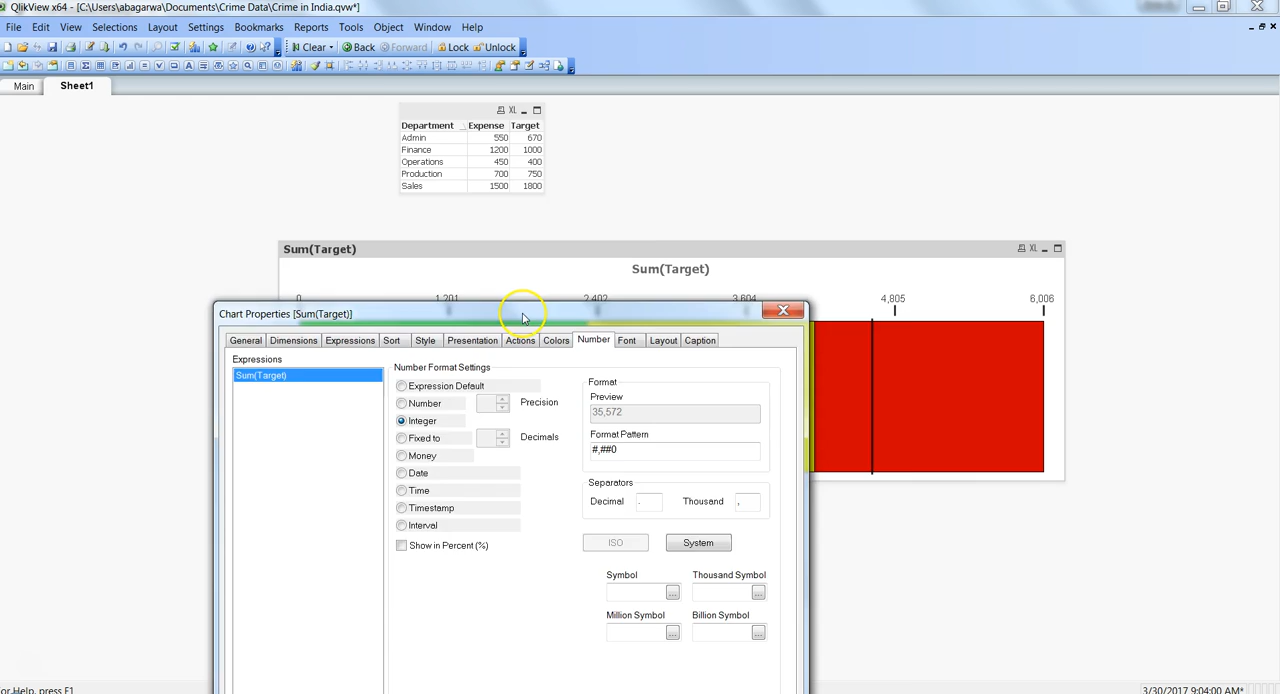 QlikView x64 - [C:\Users\abagarwa\Documents\Crime Data\Crime in India.qvw*]
File Edit View Selections Layout Settings Bookmarks Reports Tools Object Window Help
Clear Back Forward Lock Unlock
Main Sheet1
XL
Department Expense Target
Admin 550 670
Finance 1200 1000
Operations 450 400
Production 700 750
Sales 1500 1800
Sum(Target) XL
Sum(Target)
0 1,201 2,402 3,604 4,805 6,006
Chart Properties [Sum(Target)]
General Dimensions Expressions Sort Style Presentation Actions Colors Number Font Layout Caption
Expressions
Sum(Target)
Number Format Settings
Expression Default
Number Precision
Integer
Fixed to Decimals
Money
Date
Time
Timestamp
Interval
Show in Percent (%)
Format
Preview
35,572
Format Pattern
#,##0
Separators
Decimal . Thousand ,
ISO System
Symbol Thousand Symbol
... ...
Million Symbol Billion Symbol
... ...
or Help, press F1 3/30/2017 9:04:00 AM*